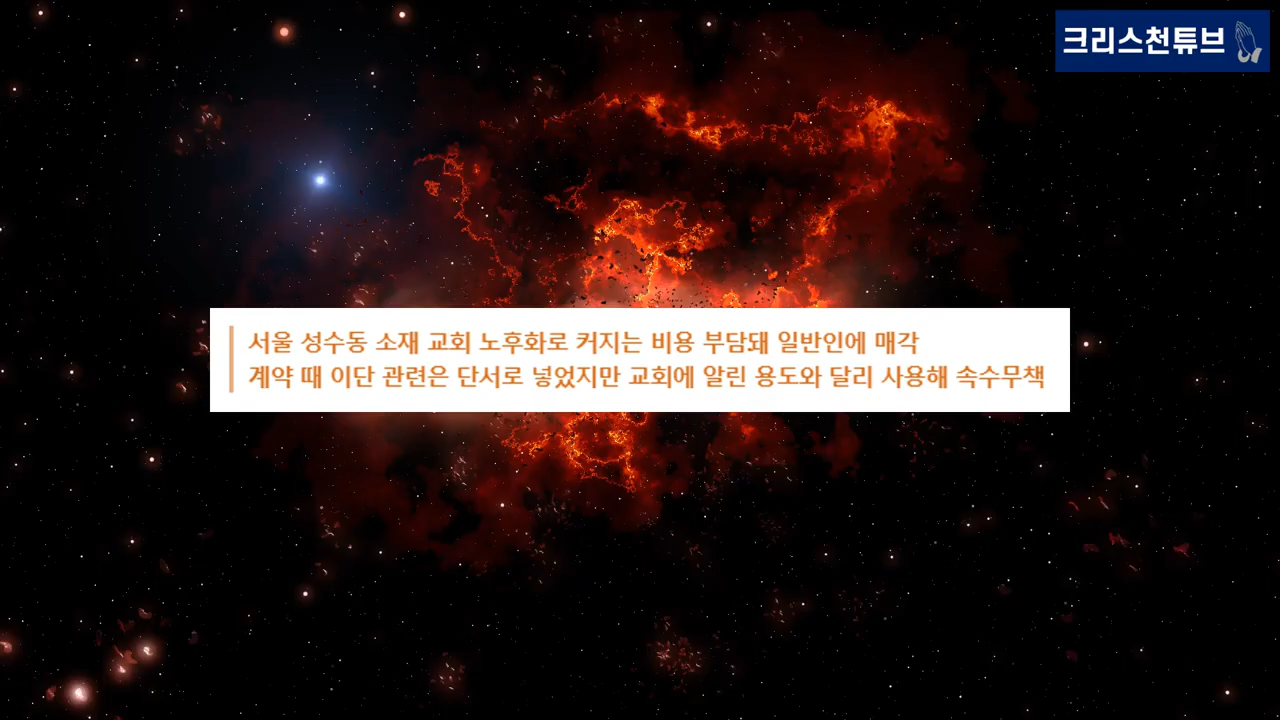 크리스천튜브
서울 성수동 소재 교회 노후화로 커지는 비용 부담돼 일반인에 매각
계약 때 이단 관련은 단서로 넣었지만 교회에 알린 용도와 달리 사용해 속수무책